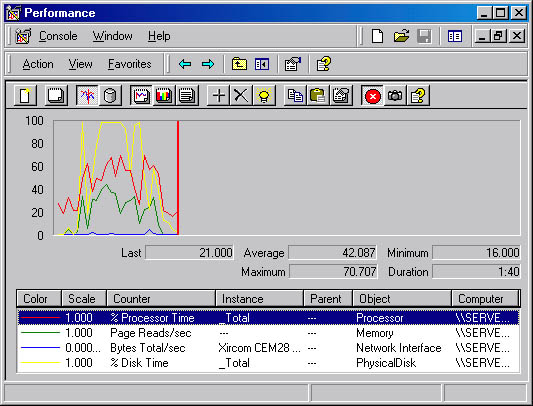 Performance
Console Window Help
Action View Favorites
100
80
60
40
20
0
Last 21.000 Average 42.087 Minimum 16.000
Maximum 70.707 Duration 1:40
Color Scale Counter Instance Parent Object Computer
1.000 % Processor Time _Total --- Processor \\SERVE...
1.000 Page Reads/sec --- --- Memory \\SERVE...
0.000... Bytes Total/sec Xircom CEM28 ... --- Network Interface \\SERVE...
1.000 % Disk Time _Total --- PhysicalDisk \\SERVE...